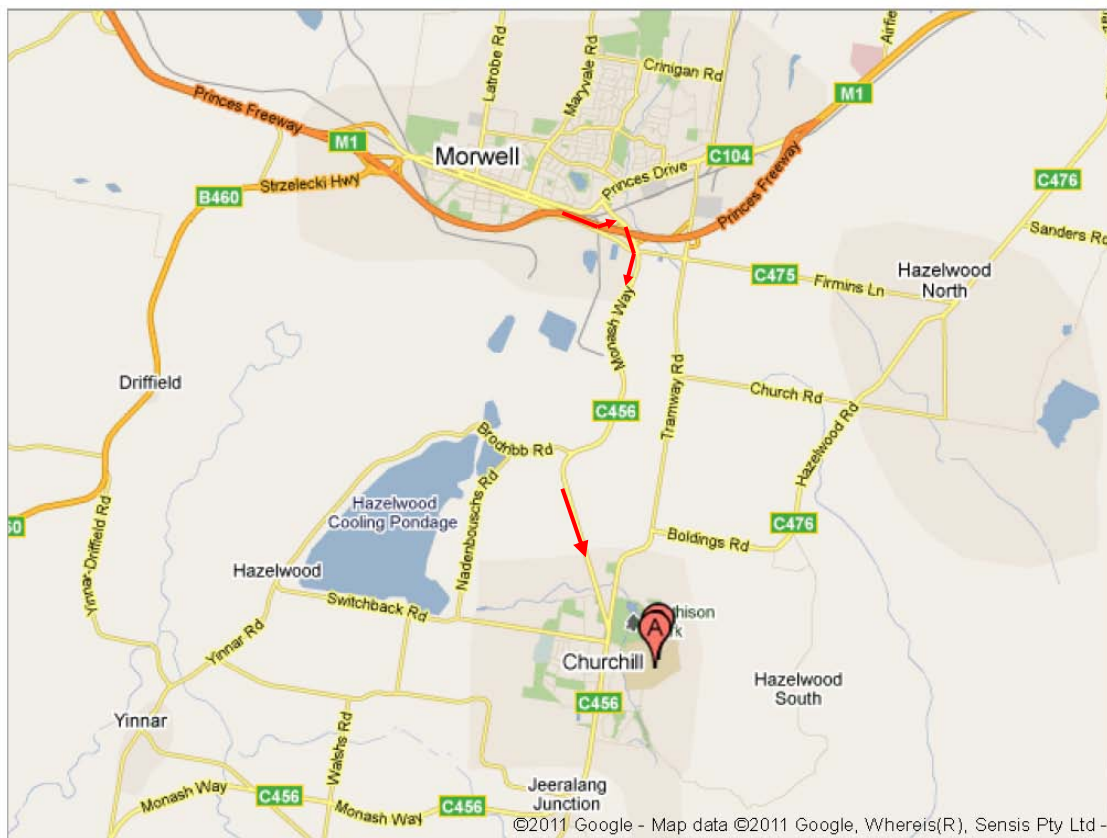 Latrobe Rd
Maryvale Rd
Crinigan Rd
Airfie
Princes Freeway
M1
M1
Morwell
Princes Drive
C104
Princes Freeway
Strzelecki Hwy
B460
C476
Sanders Rd
Hazelwood
North
C475
Firmins Ln
Monash Way
Driffield
Tramway Rd
Church Rd
C456
Hazelwood Rd
Brodribb Rd
Hazelwood
Cooling Pondage
Nadenbouschs Rd
60
C476
Boldings Rd
Yinnar-Driffield Rd
Hazelwood
Switchback Rd
A
thison
rk
Yinnar Rd
Churchill
Hazelwood
South
C456
Yinnar
Walshs Rd
Jeeralang
Junction
Monash Way
C456
Monash Way
C456
©2011 Google - Map data ©2011 Google, Whereis(R), Sensis Pty Ltd -